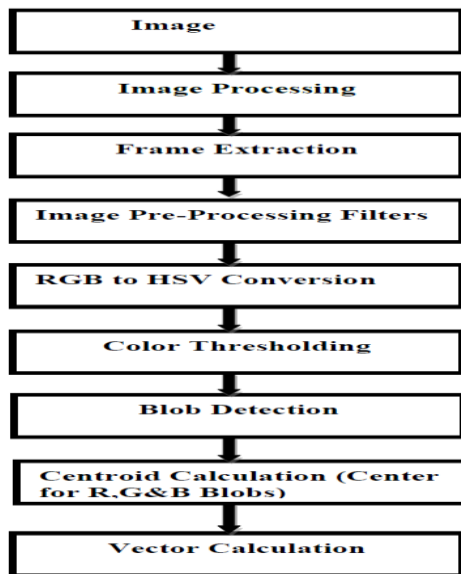 Image
Image Processing
Frame Extraction
Image Pre-Processing Filters
RGB to HSV Conversion
Color Thresholding
Blob Detection
Centroid Calculation (Center
for R,G&B Blobs)
Vector Calculation